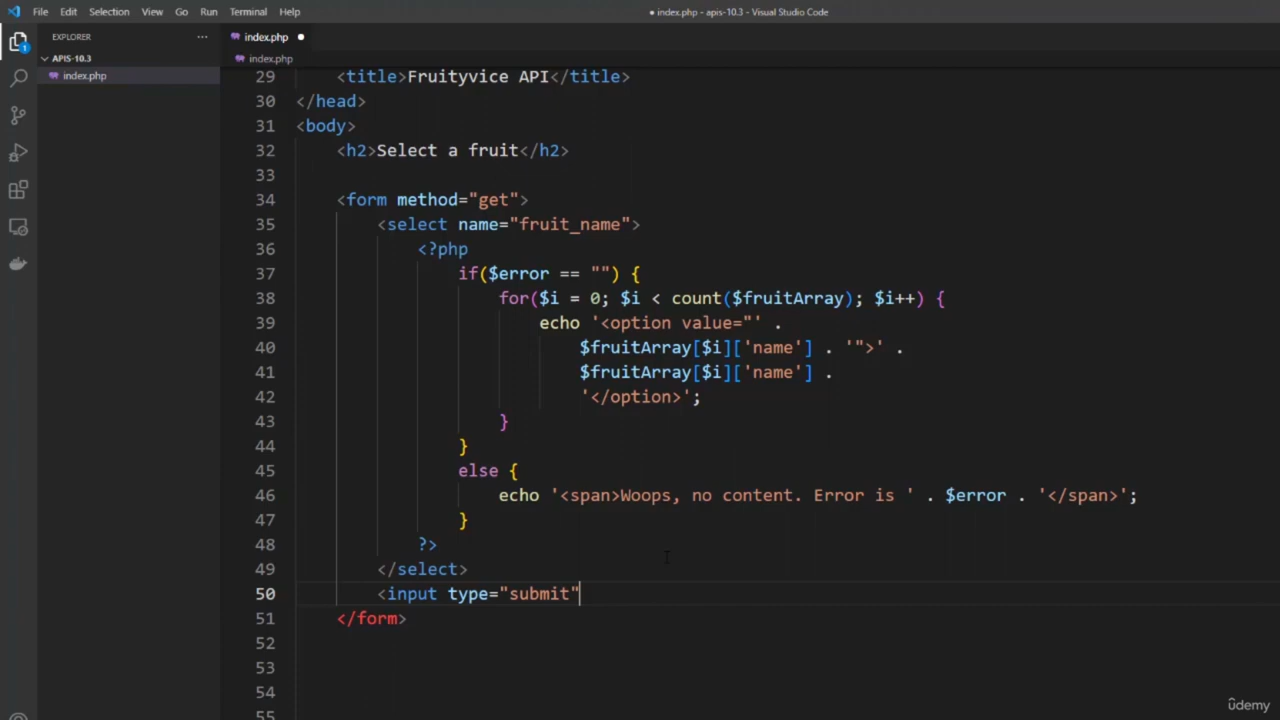 File Edit Selection View Go Run Terminal Help
● index.php - apis-10.3 - Visual Studio Code
EXPLORER
···
index.php ●
APIS-10.3
index.php
index.php
1
29 <title>Fruityvice API</title>
30 </head>
31 <body>
32 <h2>Select a fruit</h2>
33
34 <form method="get">
35 <select name="fruit_name">
36 <?php
37 if($error == "") {
38 for($i = 0; $i < count($fruitArray); $i++) {
39 echo '<option value="' .
40 $fruitArray[$i]['name'] . '">' .
41 $fruitArray[$i]['name'] .
42 '</option>';
43 }
44 }
45 else {
46 echo '<span>Woops, no content. Error is ' . $error . '</span>';
47 }
48 ?>
49 </select>
50 <input type="submit"
51 </form>
52
53
54
55
ûdemy